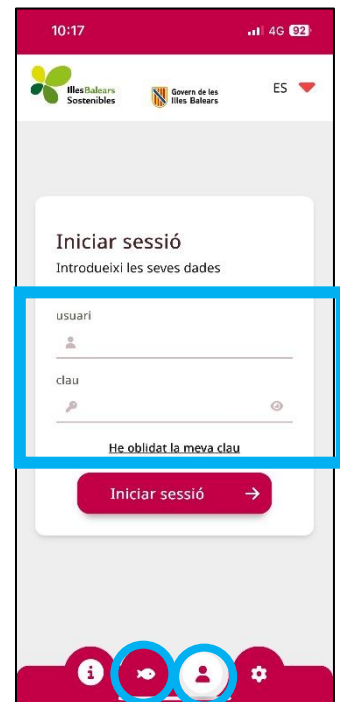 10:17
4G 92
IllesBalears
Sostenibles
Govern de les
Illes Balears
ES
Iniciar sessió
Introdueixi les seves dades
usuari
clau
He oblidat la meva clau
Iniciar sessió